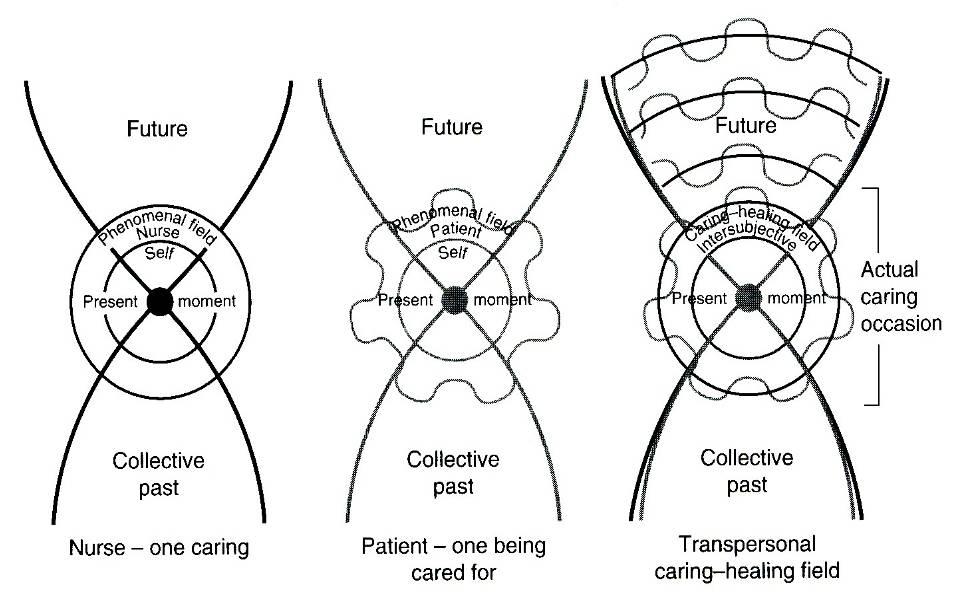 Future
Phenomenal field
Nurse
Self
Present moment
Collective
past
Nurse – one caring
Future
Phenomenal field
Patient
Self
Present moment
Collective
past
Patient – one being
cared for
Future
Caring–healing field
Intersubjective
Present moment
Actual
caring
occasion
Collective
past
Transpersonal
caring–healing field